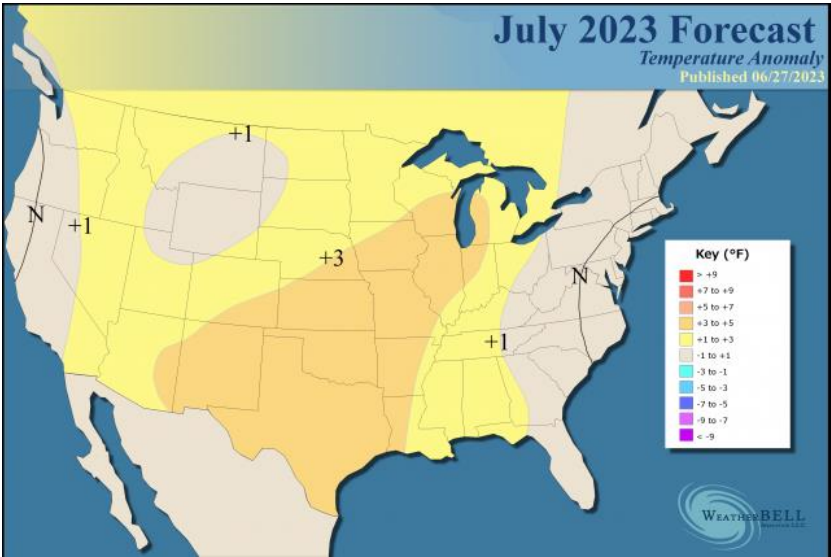 July 2023 Forecast
Temperature Anomaly
Published 06/27/2023
+1
N
+1
+3
N
+1
Key (°F)
> +9
+7 to +9
+5 to +7
+3 to +5
+1 to +3
-1 to +1
-3 to -1
-5 to -3
-7 to -5
-9 to -7
< -9
WEATHERBELL